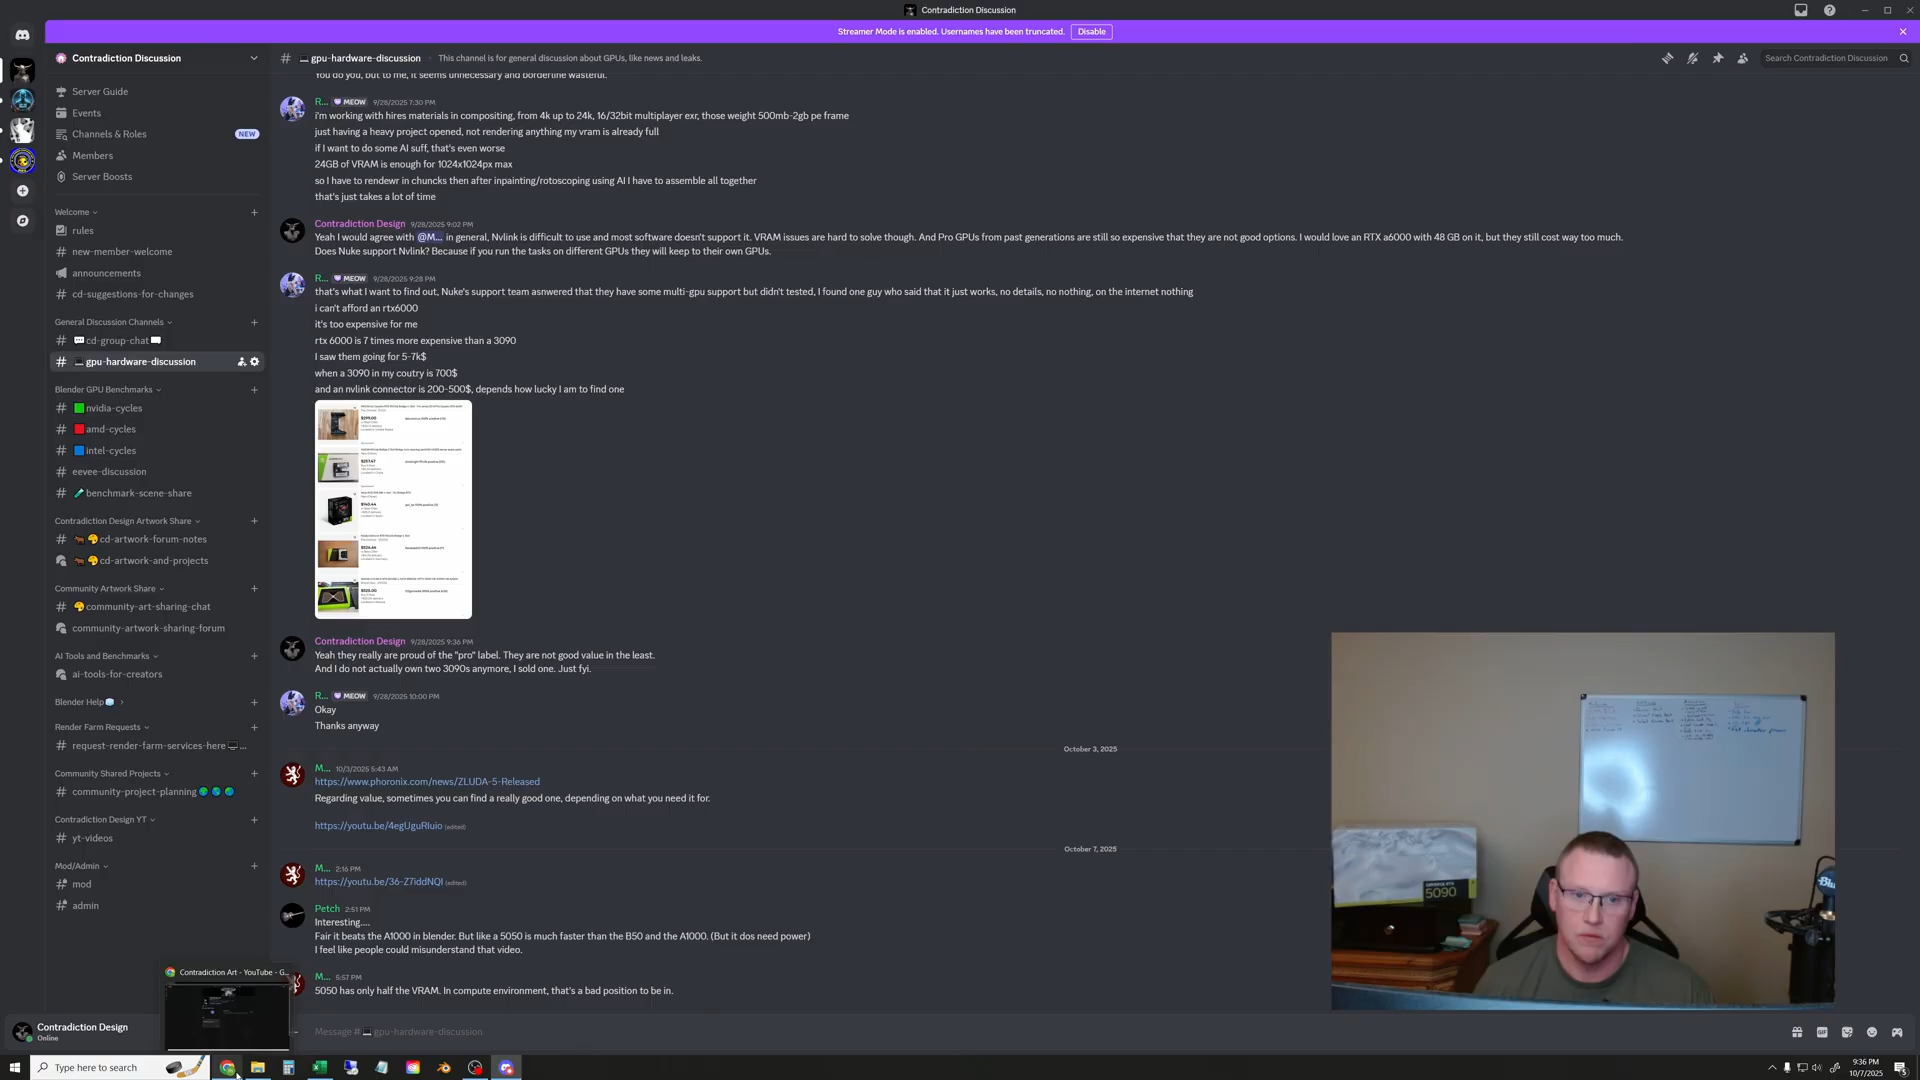 Contradiction Discussion
Streamer Mode is enabled. Usernames have been truncated.
Disable
Contradiction Discussion
Server Guide
Events
Channels & Roles
NEW
Members
Server Boosts
Welcome
rules
new-member-welcome
announcements
cd-suggestions-for-changes
General Discussion Channels
cd-group-chat
gpu-hardware-discussion
Blender GPU Benchmarks
nvidia-cycles
amd-cycles
intel-cycles
eevee-discussion
benchmark-scene-share
Contradiction Design Artwork Share
cd-artwork-forum-notes
cd-artwork-and-projects
Community Artwork Share
community-art-sharing-chat
community-artwork-sharing-forum
AI Tools and Benchmarks
ai-tools-for-creators
Blender Help
Render Farm Requests
request-render-farm-services-here ...
Community Shared Projects
community-project-planning
Contradiction Design YT
yt-videos
Mod/Admin
mod
admin
Contradiction Art - YouTube - G...
Contradiction Design
Online
gpu-hardware-discussion
This channel is for general discussion about GPUs, like news and leaks.
Search Contradiction Discussion
You do you, but to me, it seems unnecessary and borderline wasteful.
R... MEOW 9/28/2025 7:30 PM
i'm working with hires materials in compositing, from 4k up to 24k, 16/32bit multiplayer exr, those weight 500mb-2gb pe frame
just having a heavy project opened, not rendering anything my vram is already full
if I want to do some AI suff, that's even worse
24GB of VRAM is enough for 1024x1024px max
so I have to rendewr in chuncks then after inpainting/rotoscoping using AI I have to assemble all together
that's just takes a lot of time
Contradiction Design 9/28/2025 9:02 PM
Yeah I would agree with @M... in general, Nvlink is difficult to use and most software doesn't support it. VRAM issues are hard to solve though. And Pro GPUs from past generations are still so expensive that they are not good options. I would love an RTX a6000 with 48 GB on it, but they still cost way too much.
Does Nuke support Nvlink? Because if you run the tasks on different GPUs they will keep to their own GPUs.
R... MEOW 9/28/2025 9:28 PM
that's what I want to find out, Nuke's support team asnwered that they have some multi-gpu support but didn't tested, I found one guy who said that it just works, no details, no nothing, on the internet nothing
i can't afford an rtx6000
it's too expensive for me
rtx 6000 is 7 times more expensive than a 3090
I saw them going for 5-7k$
when a 3090 in my coutry is 700$
and an nvlink connector is 200-500$, depends how lucky I am to find one
Contradiction Design 9/28/2025 9:36 PM
Yeah they really are proud of the "pro" label. They are not good value in the least.
And I do not actually own two 3090s anymore, I sold one. Just fyi.
R... MEOW 9/28/2025 10:00 PM
Okay
Thanks anyway
October 3, 2025
M... 10/3/2025 5:43 AM
https://www.phoronix.com/news/ZLUDA-5-Released
Regarding value, sometimes you can find a really good one, depending on what you need it for.
https://youtu.be/4egUguRIuio (edited)
October 7, 2025
M... 2:16 PM
https://youtu.be/36-Z7iddNQI (edited)
Petch 2:51 PM
Interesting....
Fair it beats the A1000 in blender. But like a 5050 is much faster than the B50 and the A1000. (But it dos need power)
I feel like people could misunderstand that video.
M... 5:57 PM
5050 has only half the VRAM. In compute environment, that's a bad position to be in.
Message # gpu-hardware-discussion
GEFORCE RTX
5090
Blu
Type here to search
9:36 PM
10/7/2025